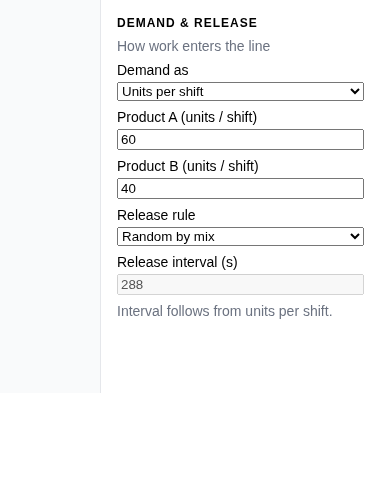 DEMAND & RELEASE
How work enters the line
Demand as
Units per shift
Product A (units / shift)
60
Product B (units / shift)
40
Release rule
Random by mix
Release interval (s)
288
Interval follows from units per shift.